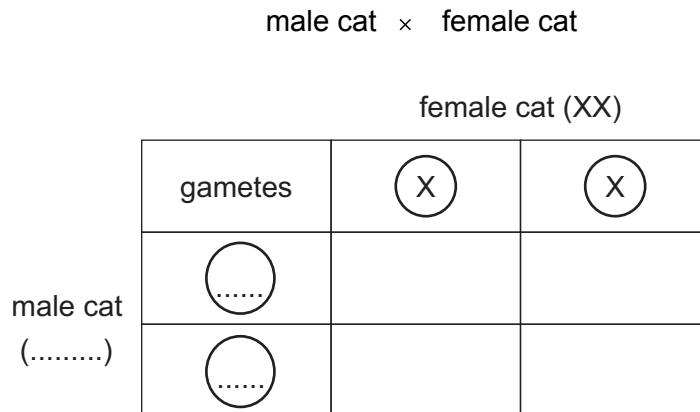 male cat × female cat
female cat (XX)
gametes X X
......
male cat
(.........)
......